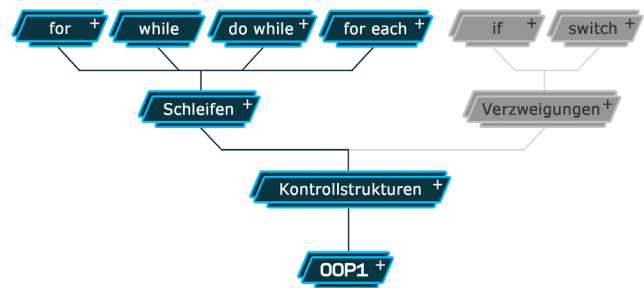 for +
while
do while +
for each +
if +
switch +
Schleifen +
Verzweigungen +
Kontrollstrukturen +
OOP1 +